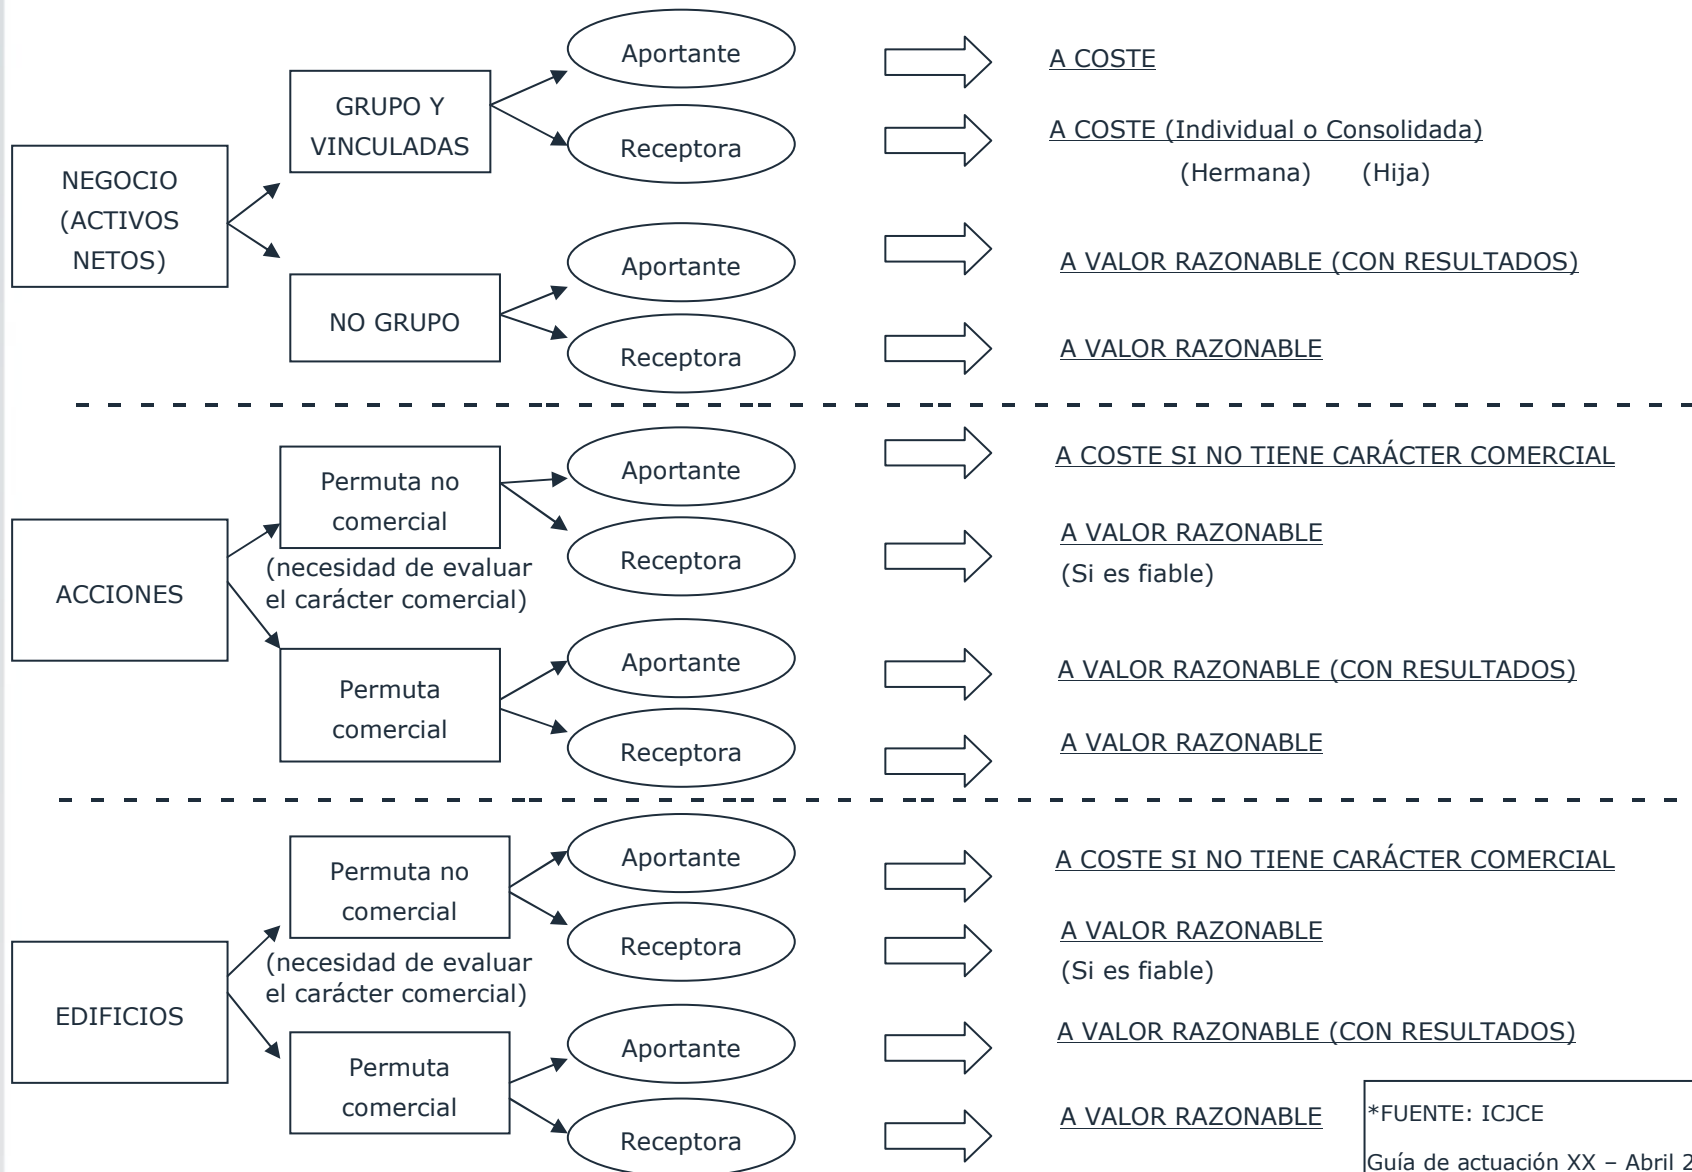 NEGOCIO
(ACTIVOS
NETOS)
GRUPO Y
VINCULADAS
Aportante
A COSTE
Receptora
A COSTE (Individual o Consolidada)
(Hermana) (Hija)
NO GRUPO
Aportante
A VALOR RAZONABLE (CON RESULTADOS)
Receptora
A VALOR RAZONABLE
ACCIONES
Permuta no
comercial
(necesidad de evaluar
el carácter comercial)
Aportante
A COSTE SI NO TIENE CARÁCTER COMERCIAL
Receptora
A VALOR RAZONABLE
(Si es fiable)
Permuta
comercial
Aportante
A VALOR RAZONABLE (CON RESULTADOS)
Receptora
A VALOR RAZONABLE
EDIFICIOS
Permuta no
comercial
(necesidad de evaluar
el carácter comercial)
Aportante
A COSTE SI NO TIENE CARÁCTER COMERCIAL
Receptora
A VALOR RAZONABLE
(Si es fiable)
Permuta
comercial
Aportante
A VALOR RAZONABLE (CON RESULTADOS)
Receptora
A VALOR RAZONABLE
*FUENTE: ICJCE
Guía de actuación XX – Abril